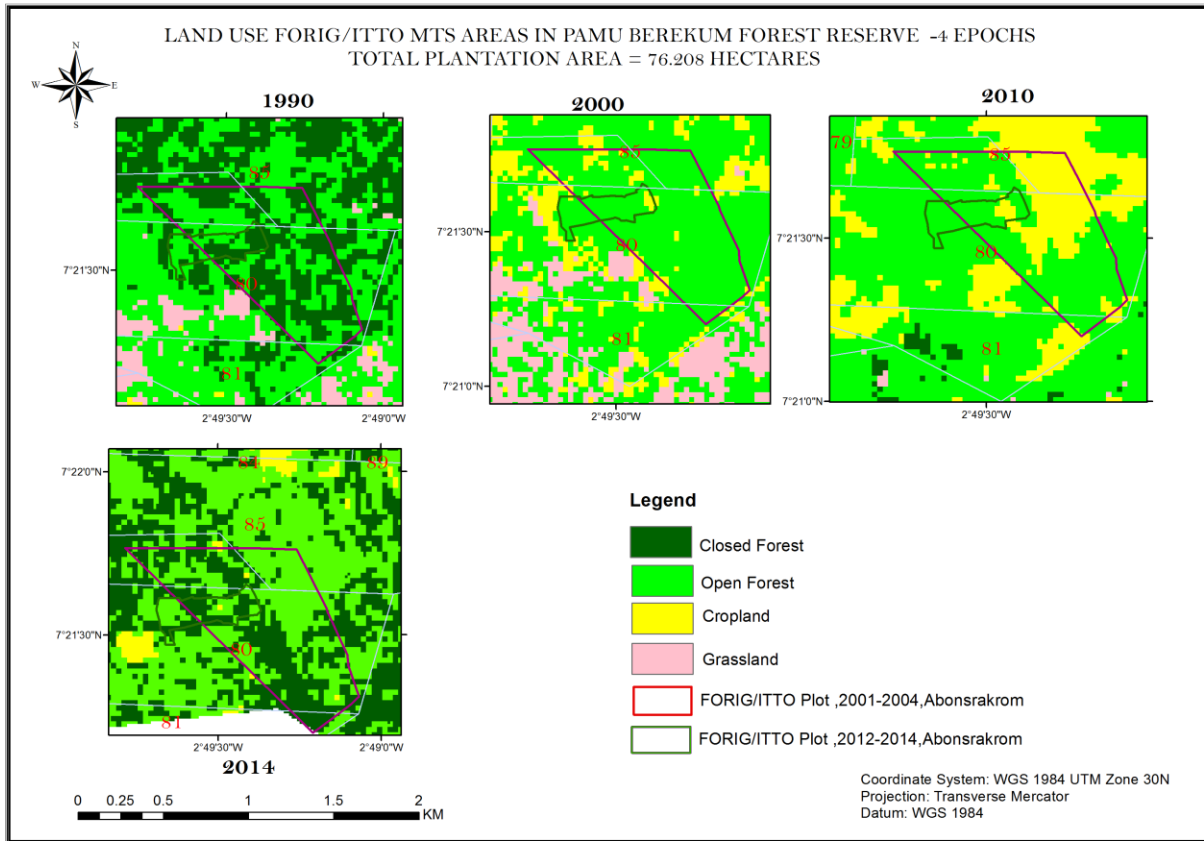 LAND USE FORIG/ITTO MTS AREAS IN PAMU BEREKUM FOREST RESERVE -4 EPOCHS
TOTAL PLANTATION AREA = 76.208 HECTARES
N
W E
S
1990
85
80
81
7°21'30"N
2°49'30"W 2°49'0"W
2000
85
80
81
7°21'30"N
7°21'0"N
2°49'30"W
2010
79
85
80
81
7°21'30"N
7°21'0"N
2°49'30"W
84 89
85
80
81
7°22'0"N
7°21'30"N
2°49'30"W 2°49'0"W
2014
0 0.25 0.5 1 1.5 2
KM
Legend
Closed Forest
Open Forest
Cropland
Grassland
FORIG/ITTO Plot ,2001-2004,Abonsrakrom
FORIG/ITTO Plot ,2012-2014,Abonsrakrom
Coordinate System: WGS 1984 UTM Zone 30N
Projection: Transverse Mercator
Datum: WGS 1984